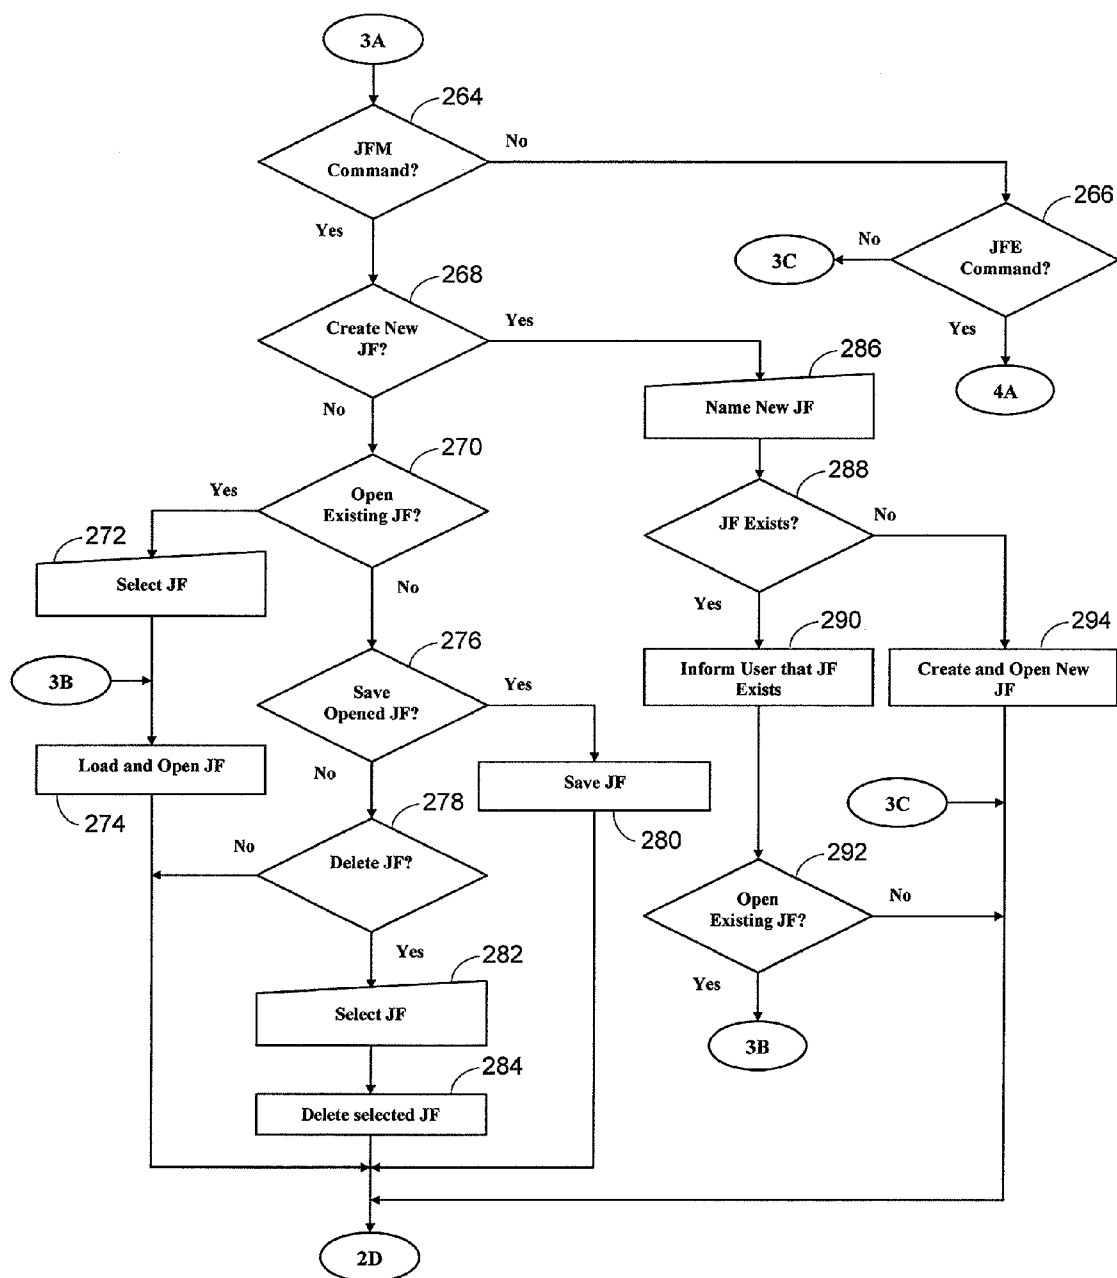 3A
264
JFM
Command?
No
266
Yes
JFE
Command?
No
3C
268
Create New
JF?
Yes
Yes
286
4A
No
Name New JF
270
Yes
Open
Existing JF?
288
272
JF Exists?
No
Select JF
No
Yes
276
290
294
3B
Save
Opened JF?
Yes
Inform User that JF
Exists
Create and Open New
JF
Load and Open JF
No
Save JF
274
278
280
3C
No
Delete JF?
292
Open
Existing JF?
No
Yes
282
Yes
Select JF
3B
284
Delete selected JF
2D